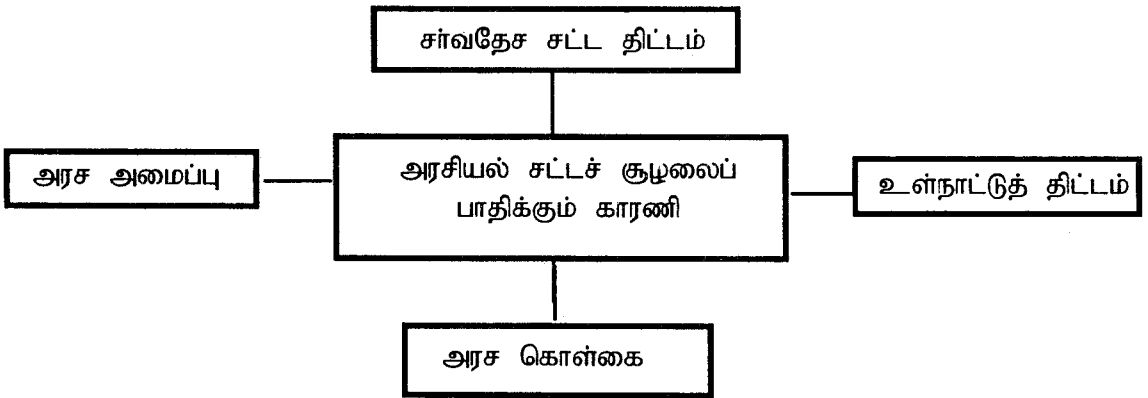 சர்வதேச சட்ட திட்டம்
அரச அமைப்பு
அரசியல் சட்டச் சூழலைப்
பாதிக்கும் காரணி
உள்நாட்டுத் திட்டம்
அரச கொள்கை